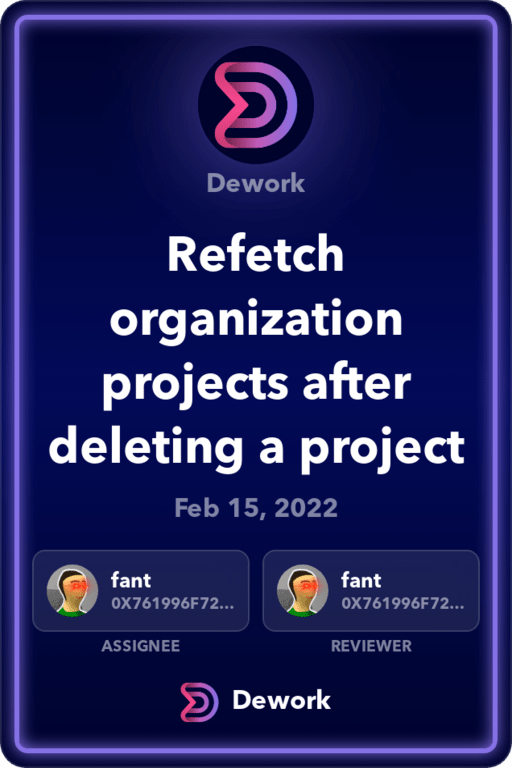 Dework
Refetch
organization
projects after
deleting a project
Feb 15, 2022
fant
0X761996F72...
ASSIGNEE
fant
0X761996F72...
REVIEWER
Dework